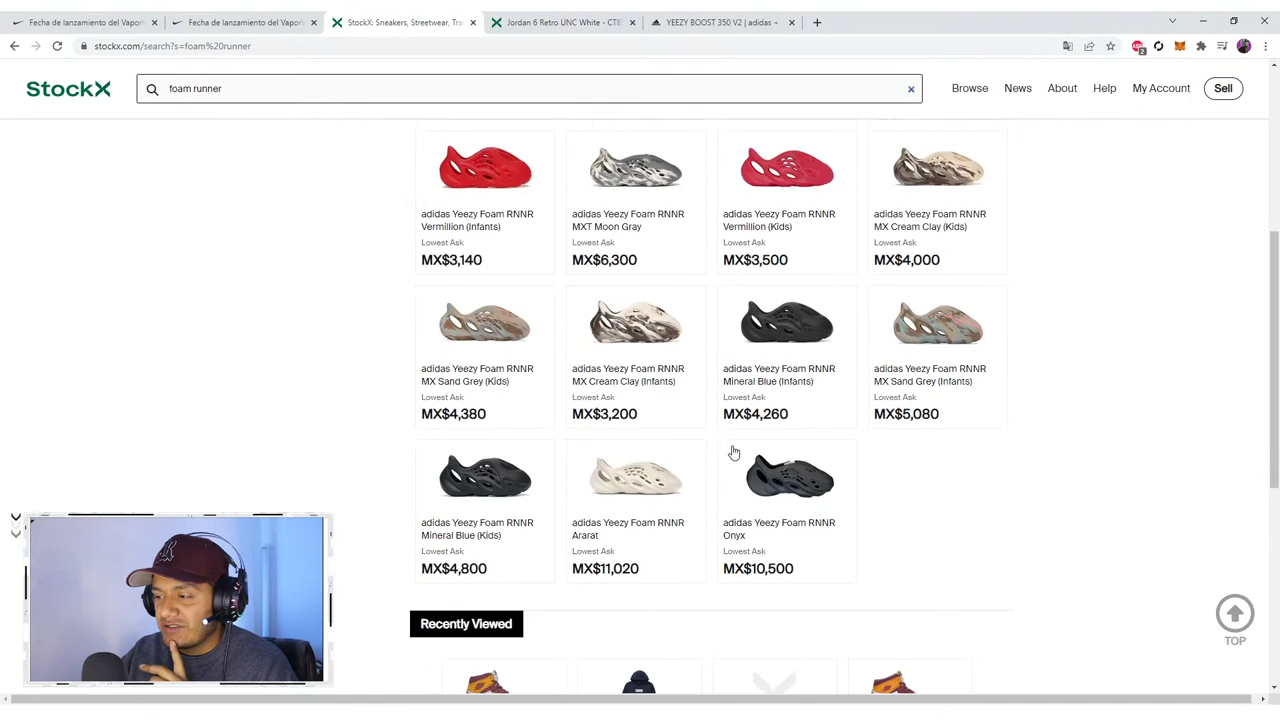 Fecha de lanzamiento del Vapor
Fecha de lanzamiento del Vapor
StockX: Sneakers, Streetwear, Tra
Jordan 6 Retro UNC White - CT8
YEEZY BOOST 350 V2 | adidas
stockx.com/search?s=foam%20runner
2
StockX
foam runner
Browse
News
About
Help
My Account
Sell
adidas Yeezy Foam RNNR
Vermillion (Infants)
Lowest Ask
MX$3,140
adidas Yeezy Foam RNNR
MXT Moon Gray
Lowest Ask
MX$6,300
adidas Yeezy Foam RNNR
Vermillion (Kids)
Lowest Ask
MX$3,500
adidas Yeezy Foam RNNR
MX Cream Clay (Kids)
Lowest Ask
MX$4,000
adidas Yeezy Foam RNNR
MX Sand Grey (Kids)
Lowest Ask
MX$4,380
adidas Yeezy Foam RNNR
MX Cream Clay (Infants)
Lowest Ask
MX$3,200
adidas Yeezy Foam RNNR
Mineral Blue (Infants)
Lowest Ask
MX$4,260
adidas Yeezy Foam RNNR
MX Sand Grey (Infants)
Lowest Ask
MX$5,080
adidas Yeezy Foam RNNR
Mineral Blue (Kids)
Lowest Ask
MX$4,800
adidas Yeezy Foam RNNR
Ararat
Lowest Ask
MX$11,020
adidas Yeezy Foam RNNR
Onyx
Lowest Ask
MX$10,500
Recently Viewed
TOP